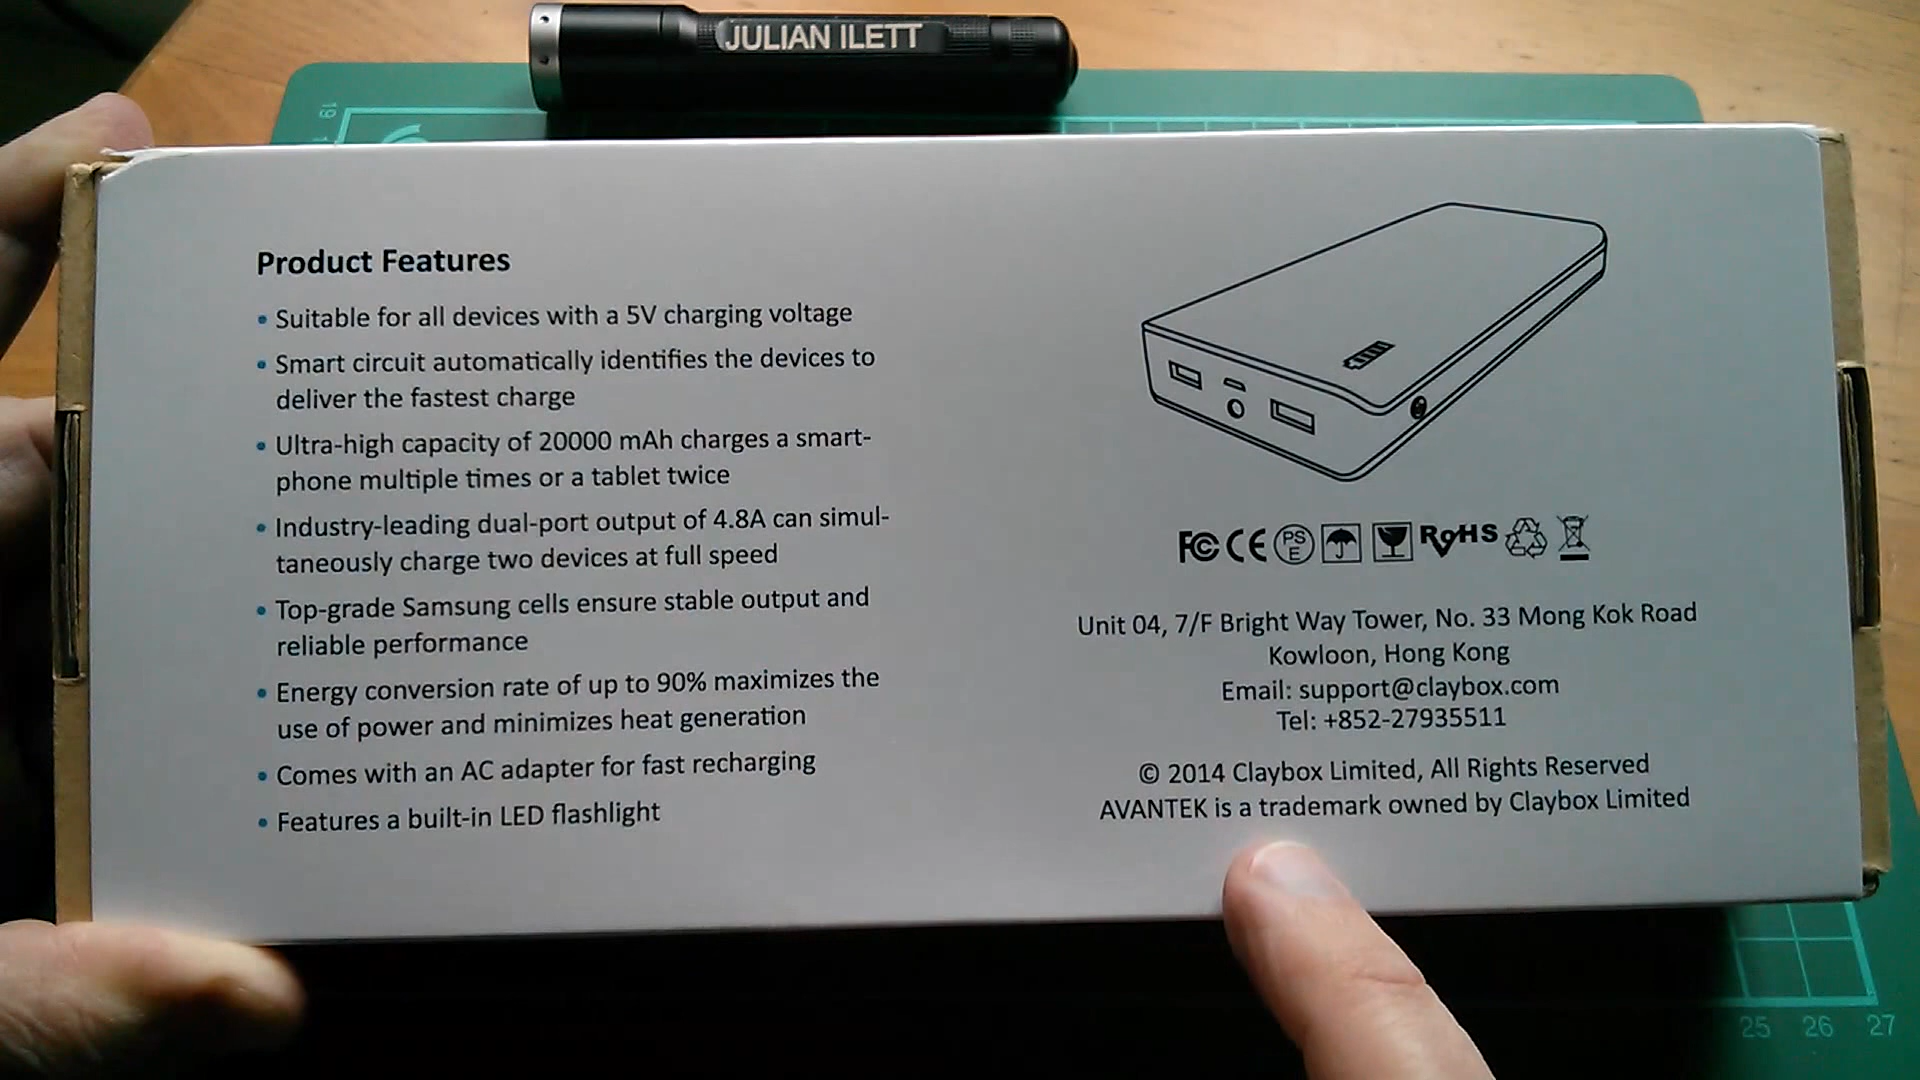 JULIAN ILETT
19
Product Features
• Suitable for all devices with a 5V charging voltage
• Smart circuit automatically identifies the devices to
deliver the fastest charge
• Ultra-high capacity of 20000 mAh charges a smart-
phone multiple times or a tablet twice
• Industry-leading dual-port output of 4.8A can simul-
taneously charge two devices at full speed
• Top-grade Samsung cells ensure stable output and
reliable performance
• Energy conversion rate of up to 90% maximizes the
use of power and minimizes heat generation
• Comes with an AC adapter for fast recharging
• Features a built-in LED flashlight
FC CE PS E RoHS
Unit 04, 7/F Bright Way Tower, No. 33 Mong Kok Road
Kowloon, Hong Kong
Email: support@claybox.com
Tel: +852-27935511
© 2014 Claybox Limited, All Rights Reserved
AVANTEK is a trademark owned by Claybox Limited
25 26 27